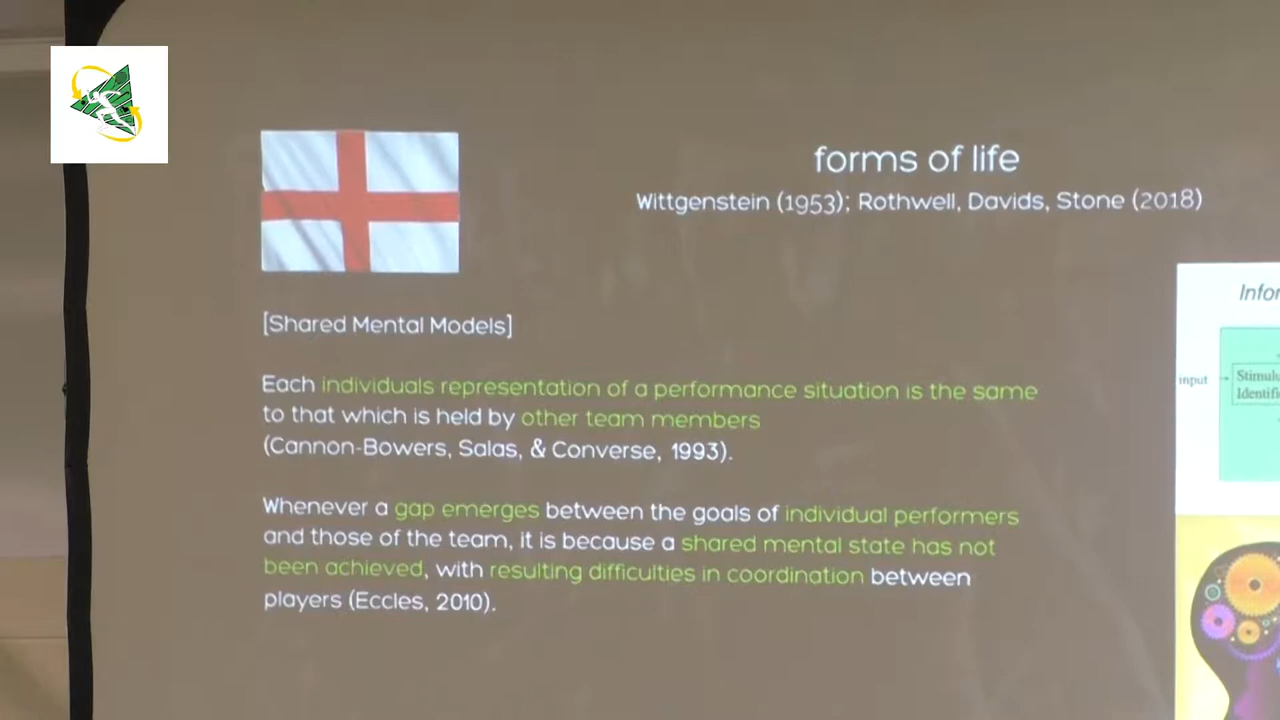 forms of life
Wittgenstein (1953); Rothwell, Davids, Stone (2018)
[Shared Mental Models]
Each individuals representation of a performance situation is the same
to that which is held by other team members
(Cannon-Bowers, Salas, & Converse, 1993).
Whenever a gap emerges between the goals of individual performers
and those of the team, it is because a shared mental state has not
been achieved, with resulting difficulties in coordination between
players (Eccles, 2010).
input